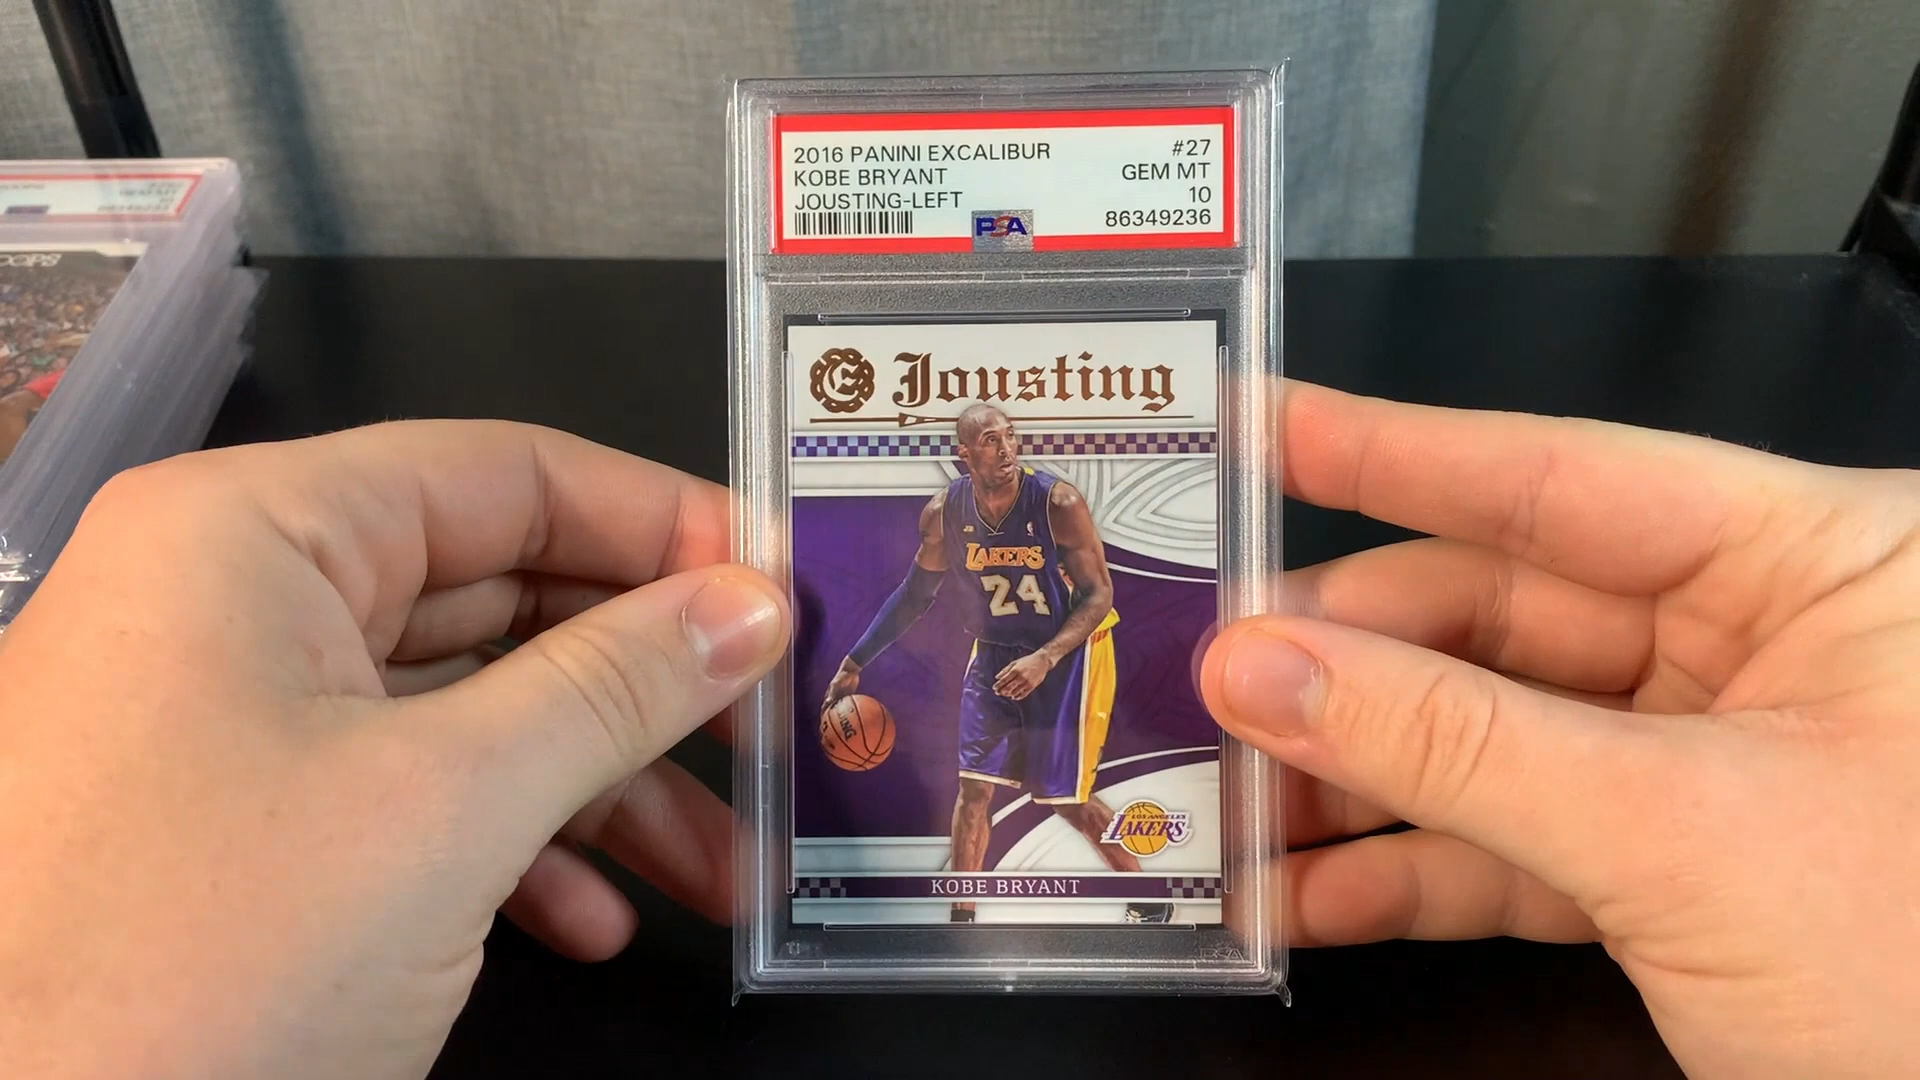 2016 PANINI EXCALIBUR #27
KOBE BRYANT GEM MT
JOUSTING-LEFT 10
86349236
PSA
Jousting
LAKERS
24
LOS ANGELES
LAKERS
KOBE BRYANT
PSA